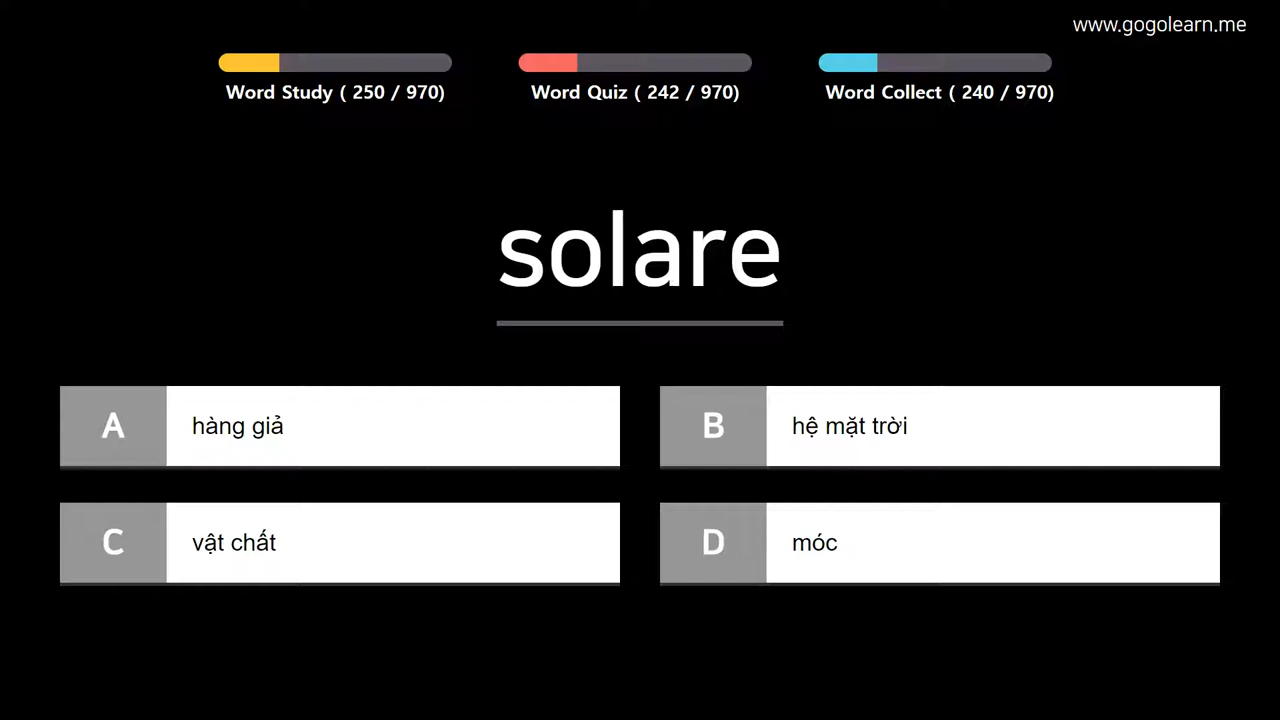 www.gogolearn.me
Word Study ( 250 / 970)
Word Quiz ( 242 / 970)
Word Collect ( 240 / 970)
solare
A hàng giả
B hệ mặt trời
C vật chất
D móc